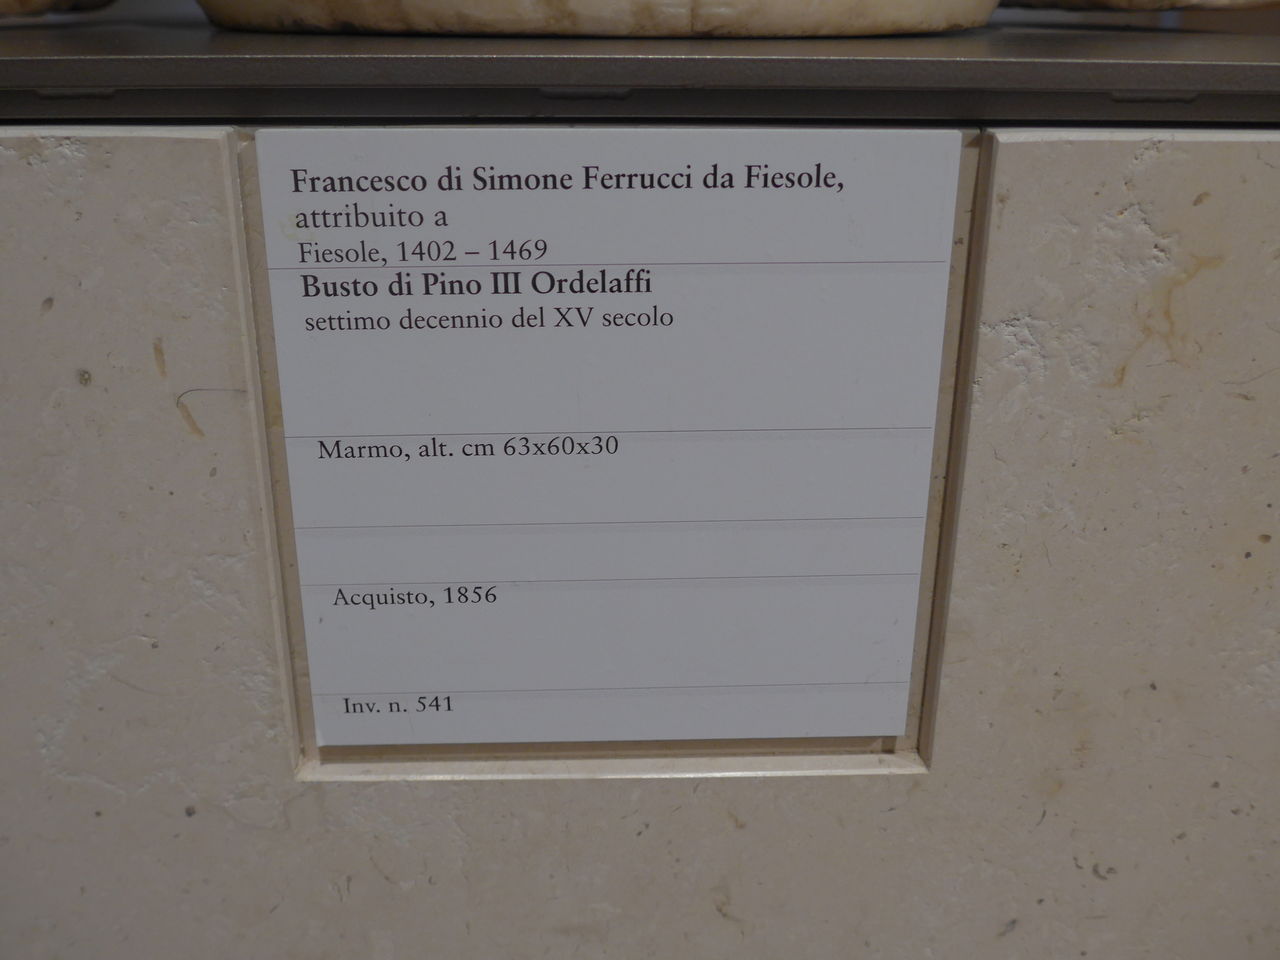 Francesco di Simone Ferrucci da Fiesole,
attribuito a
Fiesole, 1402 – 1469
Busto di Pino III Ordelaffi
settimo decennio del XV secolo
Marmo, alt. cm 63x60x30
Acquisto, 1856
Inv. n. 541